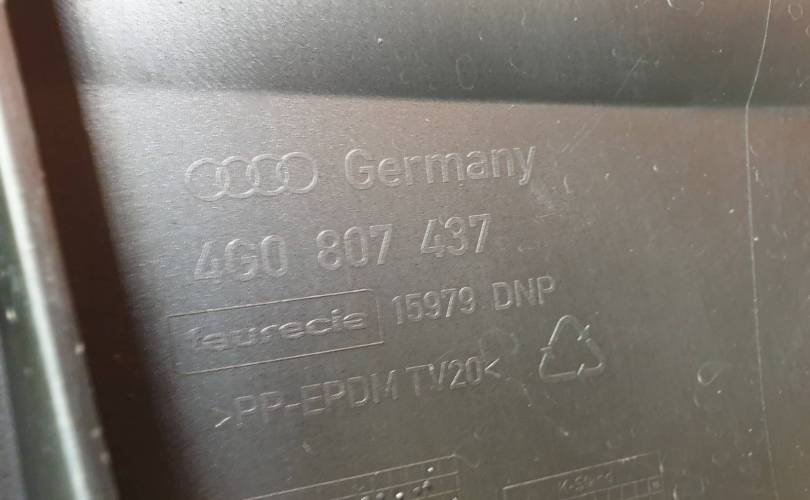 Germany
4G0 807 437
faurecia 15979 DNP
>PP-EPDM TV20<